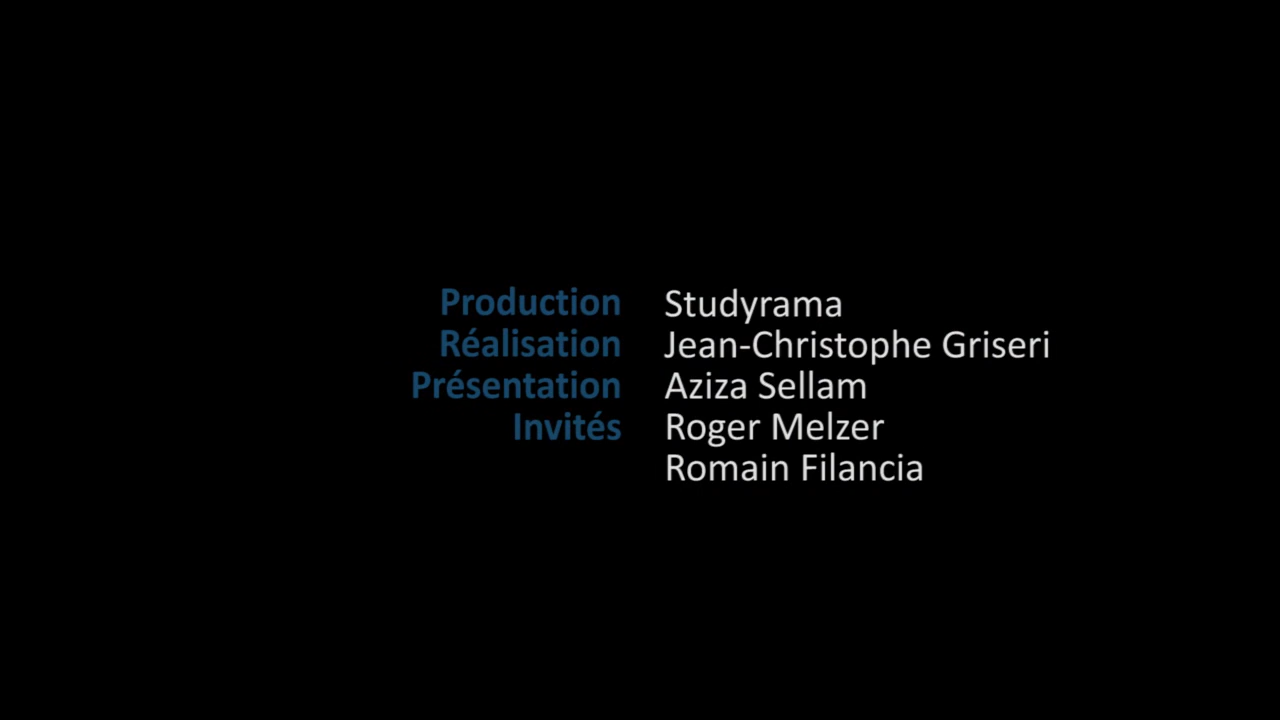 Production Studyrama
Réalisation Jean-Christophe Griseri
Présentation Aziza Sellam
Invités Roger Melzer
Romain Filancia